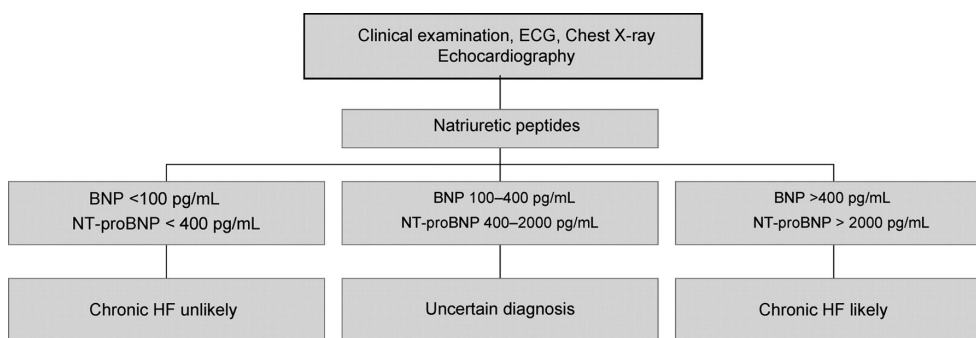 Clinical examination, ECG, Chest X-ray
Echocardiography
Natriuretic peptides
BNP <100 pg/mL
NT-proBNP < 400 pg/mL
BNP 100–400 pg/mL
NT-proBNP 400–2000 pg/mL
BNP >400 pg/mL
NT-proBNP > 2000 pg/mL
Chronic HF unlikely
Uncertain diagnosis
Chronic HF likely